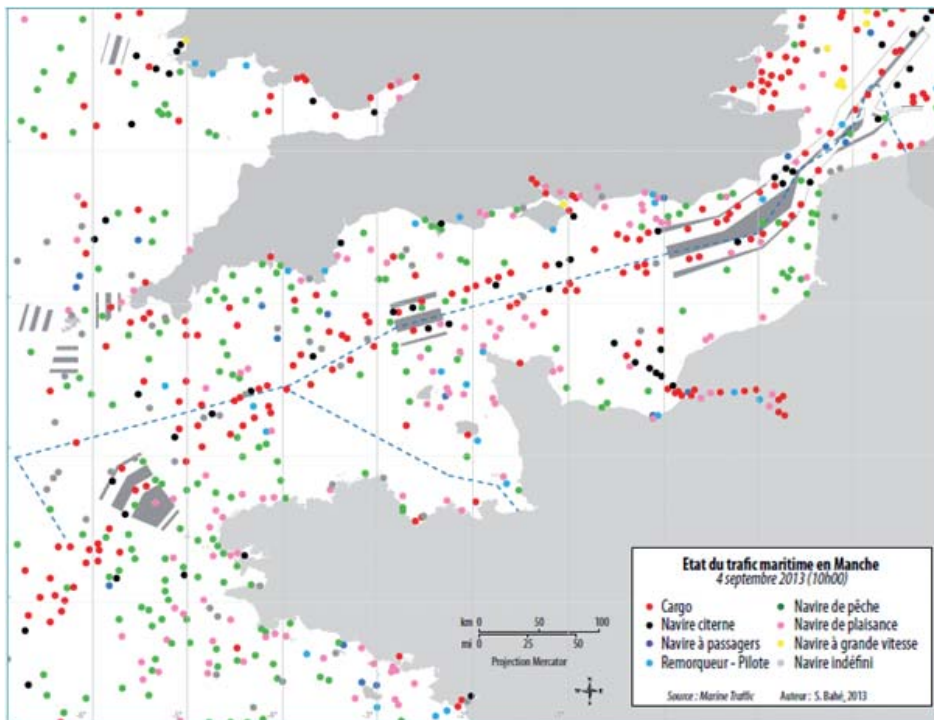 Etat du trafic maritime en Manche
4 septembre 2013 (10h00)
Cargo
Navire de pêche
Navire citerne
Navire de plaisance
Navire à passagers
Navire à grande vitesse
Remorqueur - Pilote
Navire indéfini
Source : Marine Traffic
Auteur : S. Bahé, 2013
km 0 50 100
mi 0 25 50
Projection Mercator